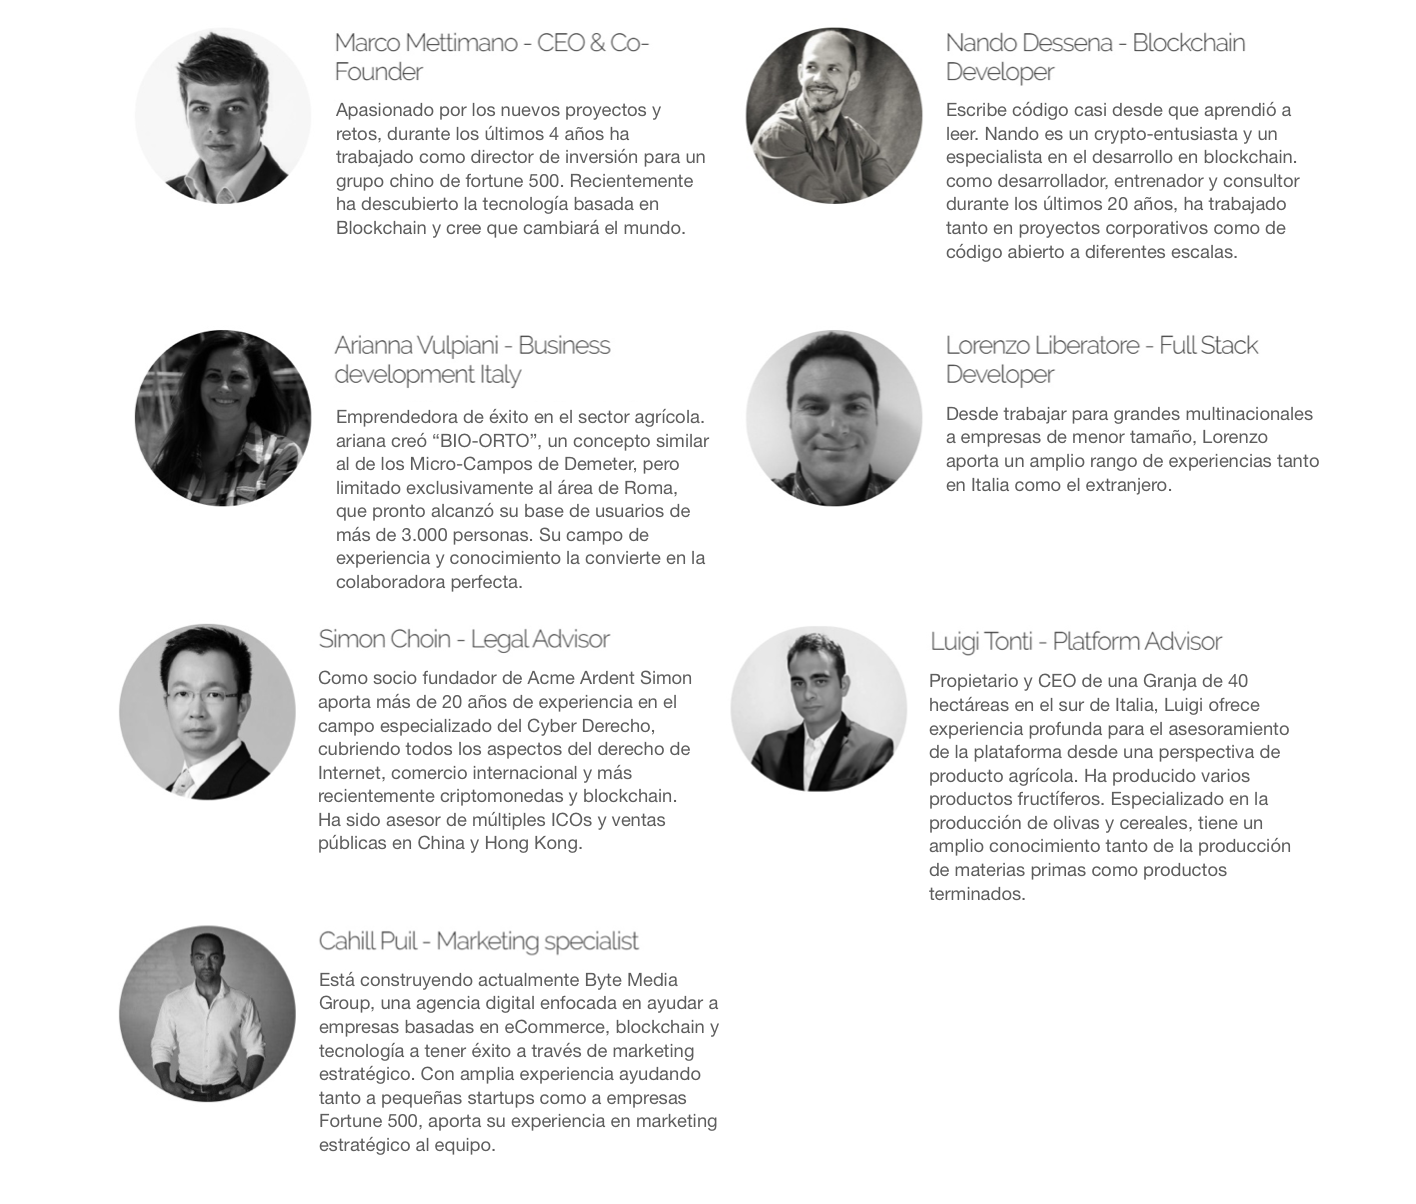 Marco Mettimano - CEO & Co-
Founder
Apasionado por los nuevos proyectos y
retos, durante los últimos 4 años ha
trabajado como director de inversión para un
grupo chino de fortune 500. Recientemente
ha descubierto la tecnología basada en
Blockchain y cree que cambiará el mundo.
Nando Dessena - Blockchain
Developer
Escribe código casi desde que aprendió a
leer. Nando es un crypto-entusiasta y un
especialista en el desarrollo en blockchain.
como desarrollador, entrenador y consultor
durante los últimos 20 años, ha trabajado
tanto en proyectos corporativos como de
código abierto a diferentes escalas.
Arianna Vulpiani - Business
development Italy
Emprendedora de éxito en el sector agrícola.
ariana creó “BIO-ORTO”, un concepto similar
al de los Micro-Campos de Demeter, pero
limitado exclusivamente al área de Roma,
que pronto alcanzó su base de usuarios de
más de 3.000 personas. Su campo de
experiencia y conocimiento la convierte en la
colaboradora perfecta.
Lorenzo Liberatore - Full Stack
Developer
Desde trabajar para grandes multinacionales
a empresas de menor tamaño, Lorenzo
aporta un amplio rango de experiencias tanto
en Italia como el extranjero.
Simon Choin - Legal Advisor
Como socio fundador de Acme Ardent Simon
aporta más de 20 años de experiencia en el
campo especializado del Cyber Derecho,
cubriendo todos los aspectos del derecho de
Internet, comercio internacional y más
recientemente criptomonedas y blockchain.
Ha sido asesor de múltiples ICOs y ventas
públicas en China y Hong Kong.
Luigi Tonti - Platform Advisor
Propietario y CEO de una Granja de 40
hectáreas en el sur de Italia, Luigi ofrece
experiencia profunda para el asesoramiento
de la plataforma desde una perspectiva de
producto agrícola. Ha producido varios
productos fructíferos. Especializado en la
producción de olivas y cereales, tiene un
amplio conocimiento tanto de la producción
de materias primas como productos
terminados.
Cahill Puil - Marketing specialist
Está construyendo actualmente Byte Media
Group, una agencia digital enfocada en ayudar a
empresas basadas en eCommerce, blockchain y
tecnología a tener éxito a través de marketing
estratégico. Con amplia experiencia ayudando
tanto a pequeñas startups como a empresas
Fortune 500, aporta su experiencia en marketing
estratégico al equipo.